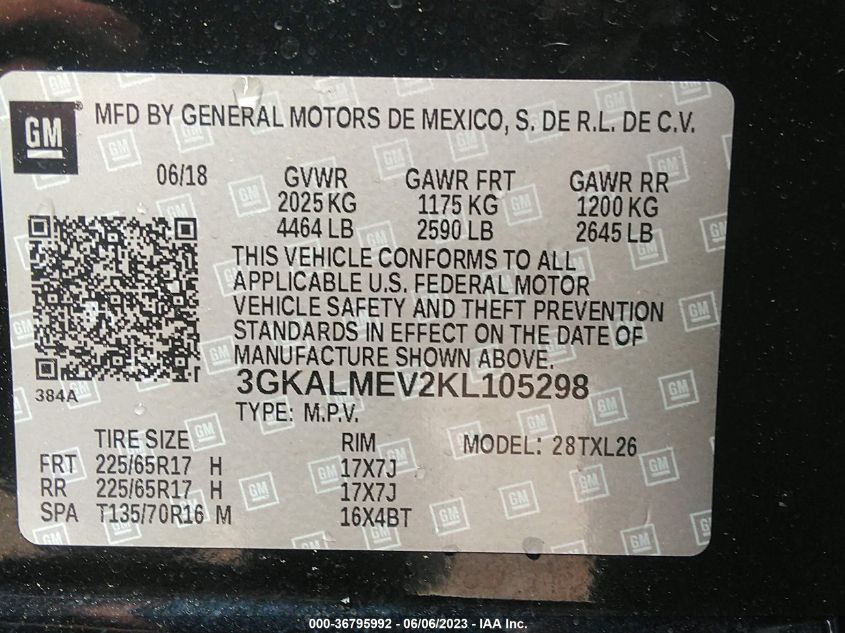 GM ® MFD BY GENERAL MOTORS DE MEXICO, S. DE R.L. DE C.V.
06/18 GVWR GAWR FRT GAWR RR
2025 KG 1175 KG 1200 KG
4464 LB 2590 LB 2645 LB
THIS VEHICLE CONFORMS TO ALL
APPLICABLE U.S. FEDERAL MOTOR
VEHICLE SAFETY AND THEFT PREVENTION
STANDARDS IN EFFECT ON THE DATE OF
MANUFACTURE SHOWN ABOVE.
384A 3GKALMEV2KL105298
TYPE: M.P.V.
TIRE SIZE RIM MODEL: 28TXL26
FRT 225/65R17 H 17X7J
RR 225/65R17 H 17X7J
SPA T135/70R16 M 16X4BT
000-36795992 - 06/06/2023 - IAA Inc.